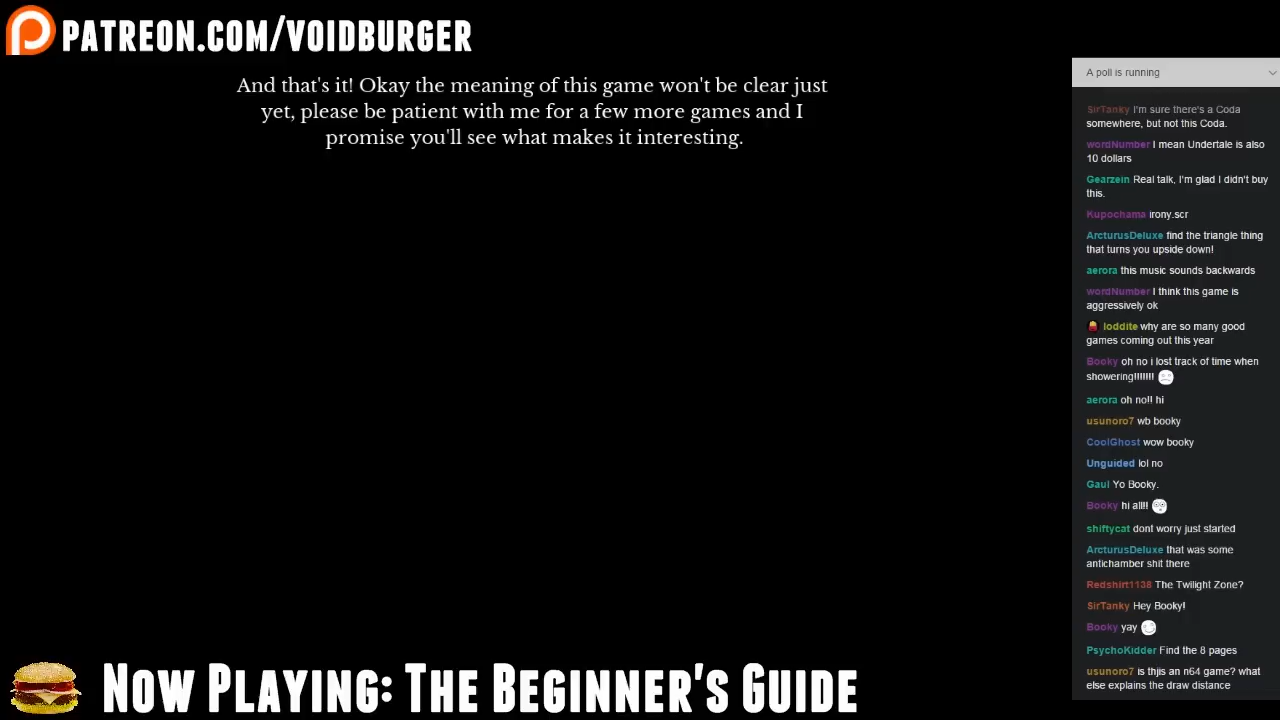 PATREON.COM/VOIDBURGER
And that's it! Okay the meaning of this game won't be clear just
yet, please be patient with me for a few more games and I
promise you'll see what makes it interesting.
A poll is running
SirTanky I'm sure there's a Coda
somewhere, but not this Coda.
wordNumber I mean Undertale is also
10 dollars
Gearzein Real talk, I'm glad I didn't buy
this.
Kupochama irony.scr
ArcturusDeluxe find the triangle thing
that turns you upside down!
aerora this music sounds backwards
wordNumber I think this game is
aggressively ok
loddite why are so many good
games coming out this year
Booky oh no i lost track of time when
showering!!!!!!!
aerora oh no!! hi
usunoro7 wb booky
CoolGhost wow booky
Unguided lol no
Gaul Yo Booky.
Booky hi all!!
shiftycat dont worry just started
ArcturusDeluxe that was some
antichamber shit there
Redshirt1138 The Twilight Zone?
SirTanky Hey Booky!
Booky yay
PsychoKidder Find the 8 pages
usunoro7 is thjis an n64 game? what
else explains the draw distance
NOW PLAYING: THE BEGINNER'S GUIDE